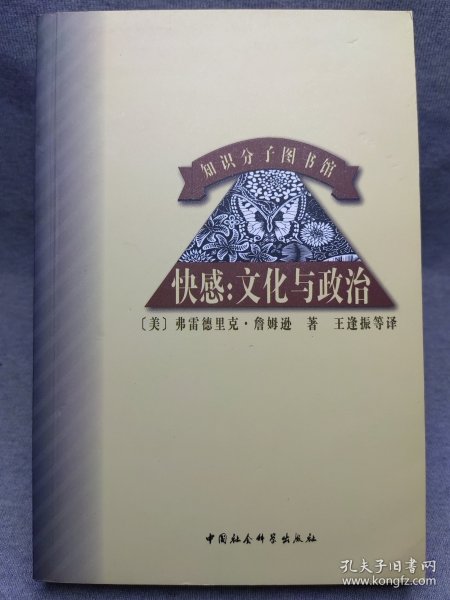 知识分子图书馆
快感:文化与政治
〔美〕弗雷德里克·詹姆逊 著 王逢振等译
中国社会科学出版社
孔夫子旧书网
www.kongfz.com